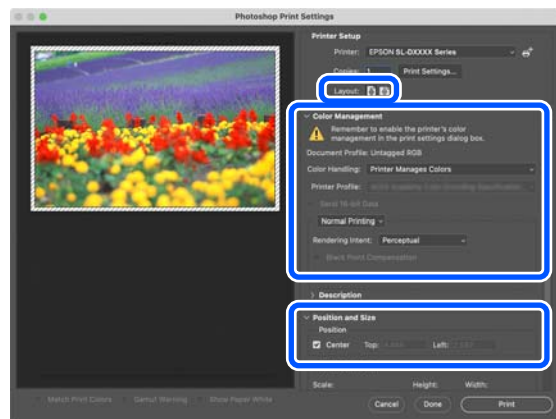 Photoshop Print Settings
Printer Setup
Printer: EPSON SL-DXXXX Series
Copies: 1 Print Settings...
Layout:
Color Management
Remember to enable the printer's color
management in the print settings dialog box.
Document Profile: Untagged RGB
Color Handling: Printer Manages Colors
Printer Profile:
Send 16-bit Data
Normal Printing
Rendering Intent: Perceptual
Black Point Compensation
Description
Position and Size
Position
Center Top: Left:
Scale: Height: Width:
Match Print Colors Gamut Warning Show Paper White
Cancel Done Print